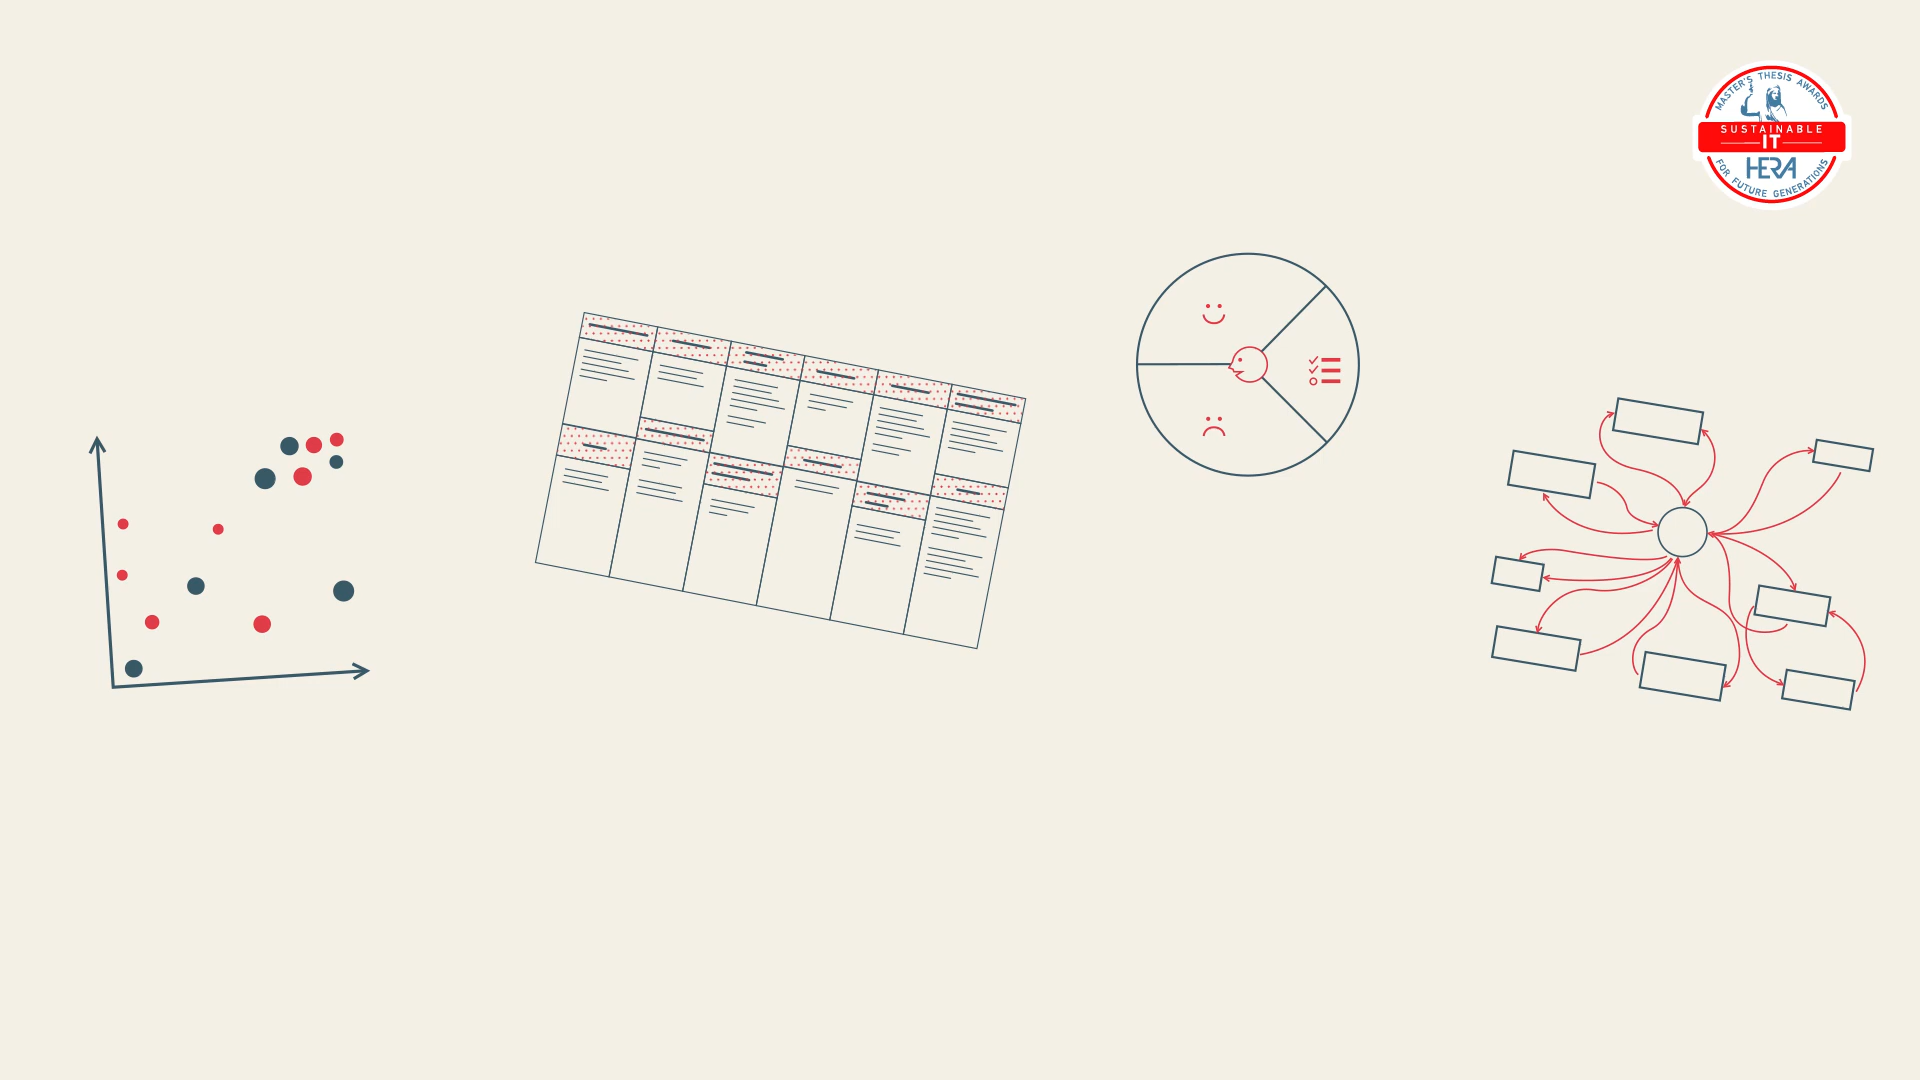 MASTER'S THESIS AWARDS
SUSTAINABLE
IT
HERA
FOR FUTURE GENERATIONS